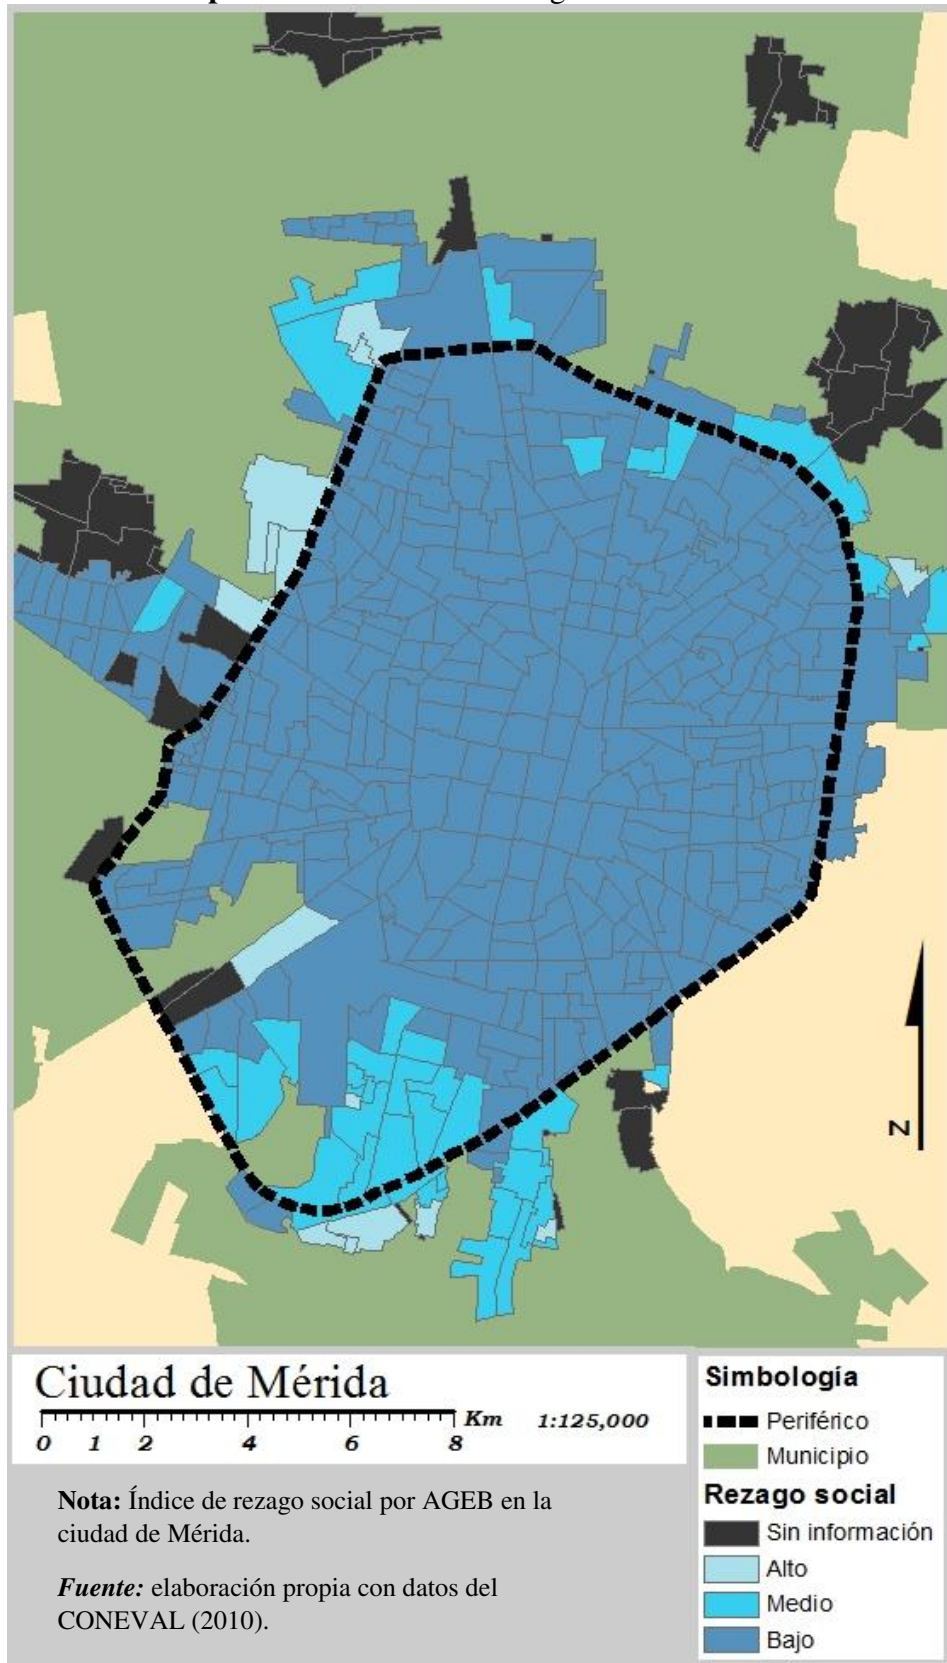 Z
Ciudad de Mérida
Km 1:125,000
0 1 2 4 6 8
Nota: Índice de rezago social por AGEB en la
ciudad de Mérida.
Fuente: elaboración propia con datos del
CONEVAL (2010).
Simbología
Periférico
Municipio
Rezago social
Sin información
Alto
Medio
Bajo